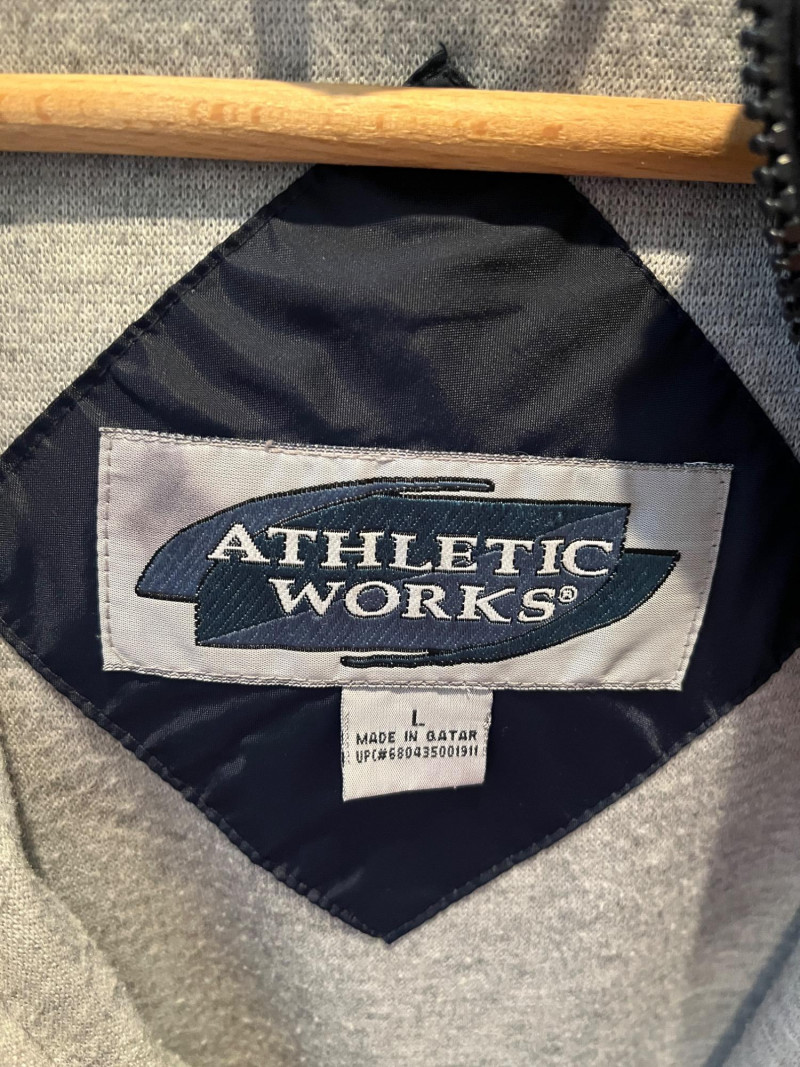 ATHLETIC
WORKS®
L
MADE IN QATAR
UPC#680435001911